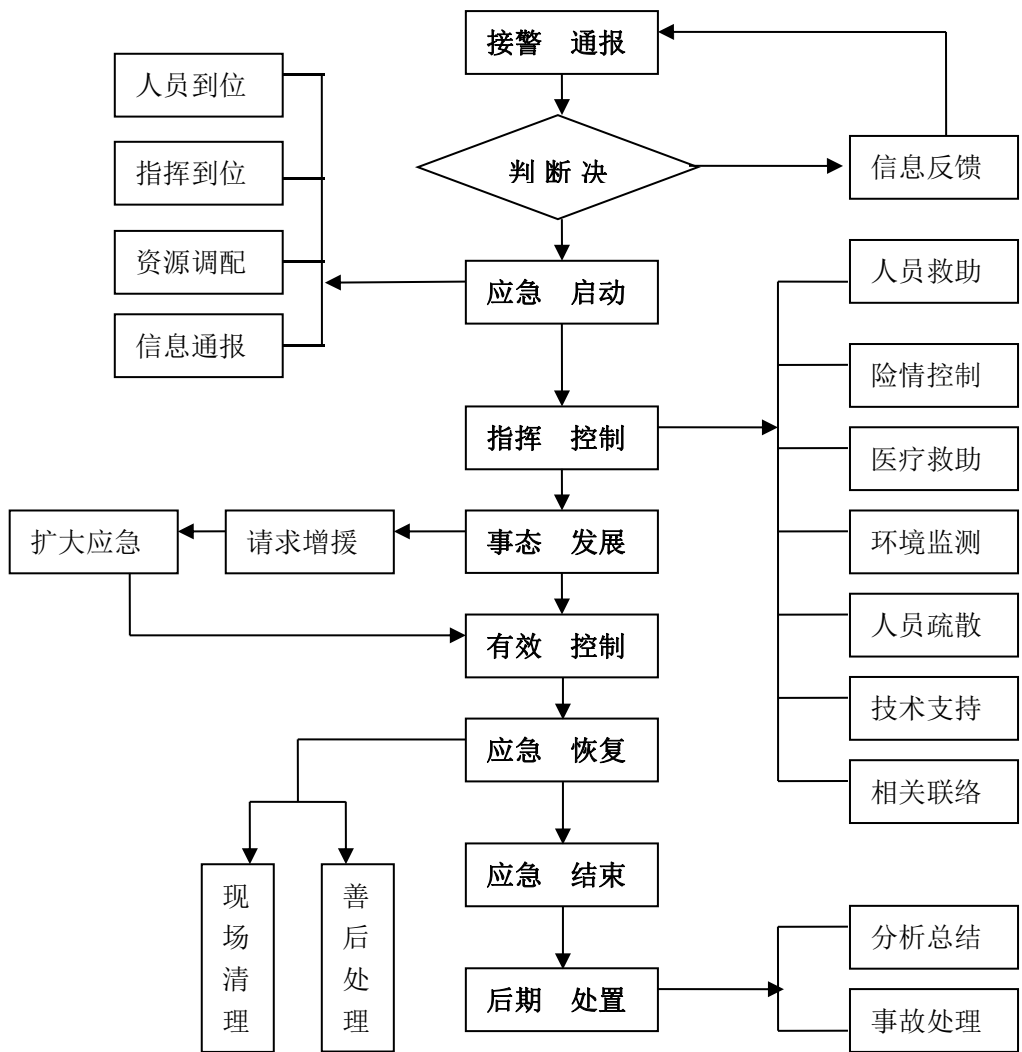 接警　通报
人员到位
指挥到位
判 断 决
信息反馈
资源调配
应急　启动
人员救助
信息通报
险情控制
指挥　控制
医疗救助
扩大应急
请求增援
事态　发展
环境监测
有效　控制
人员疏散
应急　恢复
技术支持
相关联络
应急　结束
现场清理
善后处理
分析总结
后期　处置
事故处理